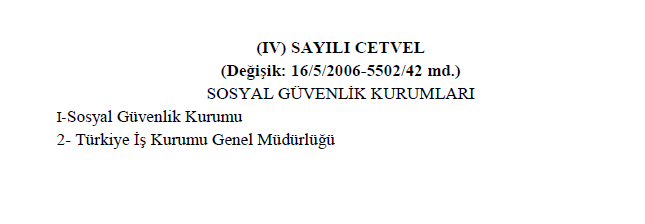 (IV) SAYILI CETVEL
(Değişik: 16/5/2006-5502/42 md.)
SOSYAL GÜVENLİK KURUMLARI
I-Sosyal Güvenlik Kurumu
2- Türkiye İş Kurumu Genel Müdürlüğü